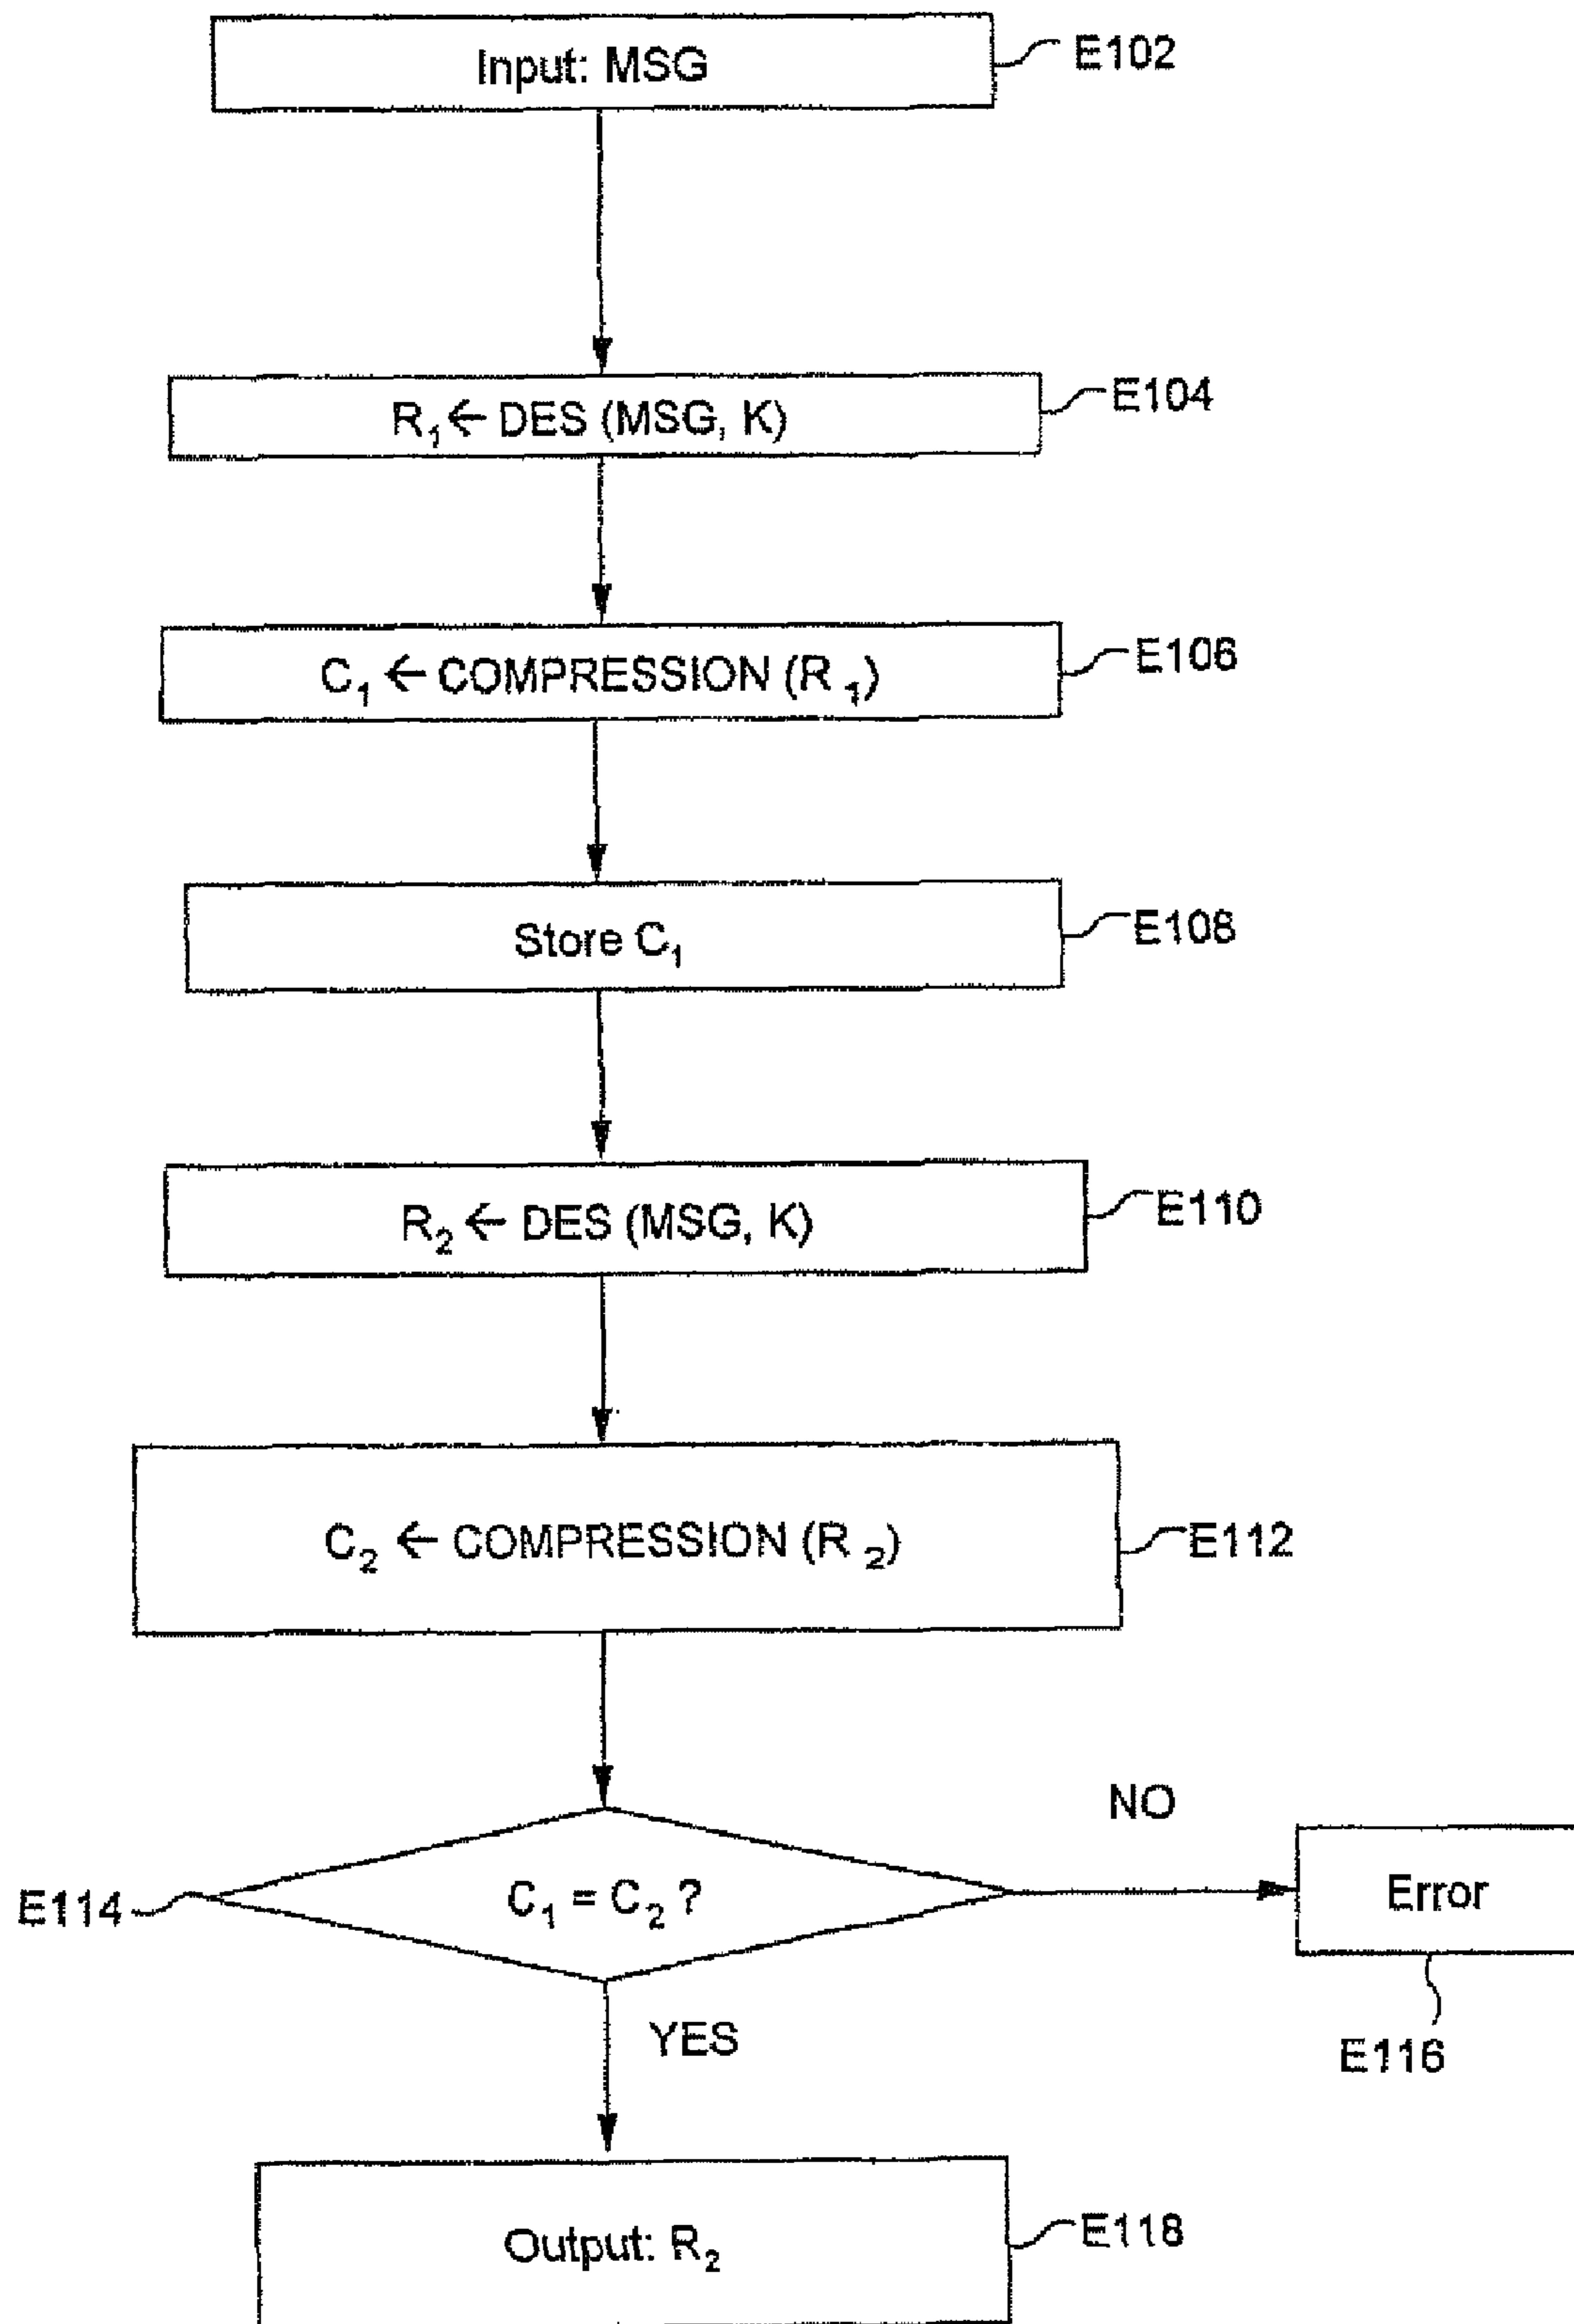 Input: MSG
E102
R₁ ← DES (MSG, K)
E104
C₁ ← COMPRESSION (R ₁)
E106
Store C₁
E108
R₂ ← DES (MSG, K)
E110
C₂ ← COMPRESSION (R ₂)
E112
NO
E114
C₁ = C₂ ?
Error
YES
E116
Output: R₂
E118